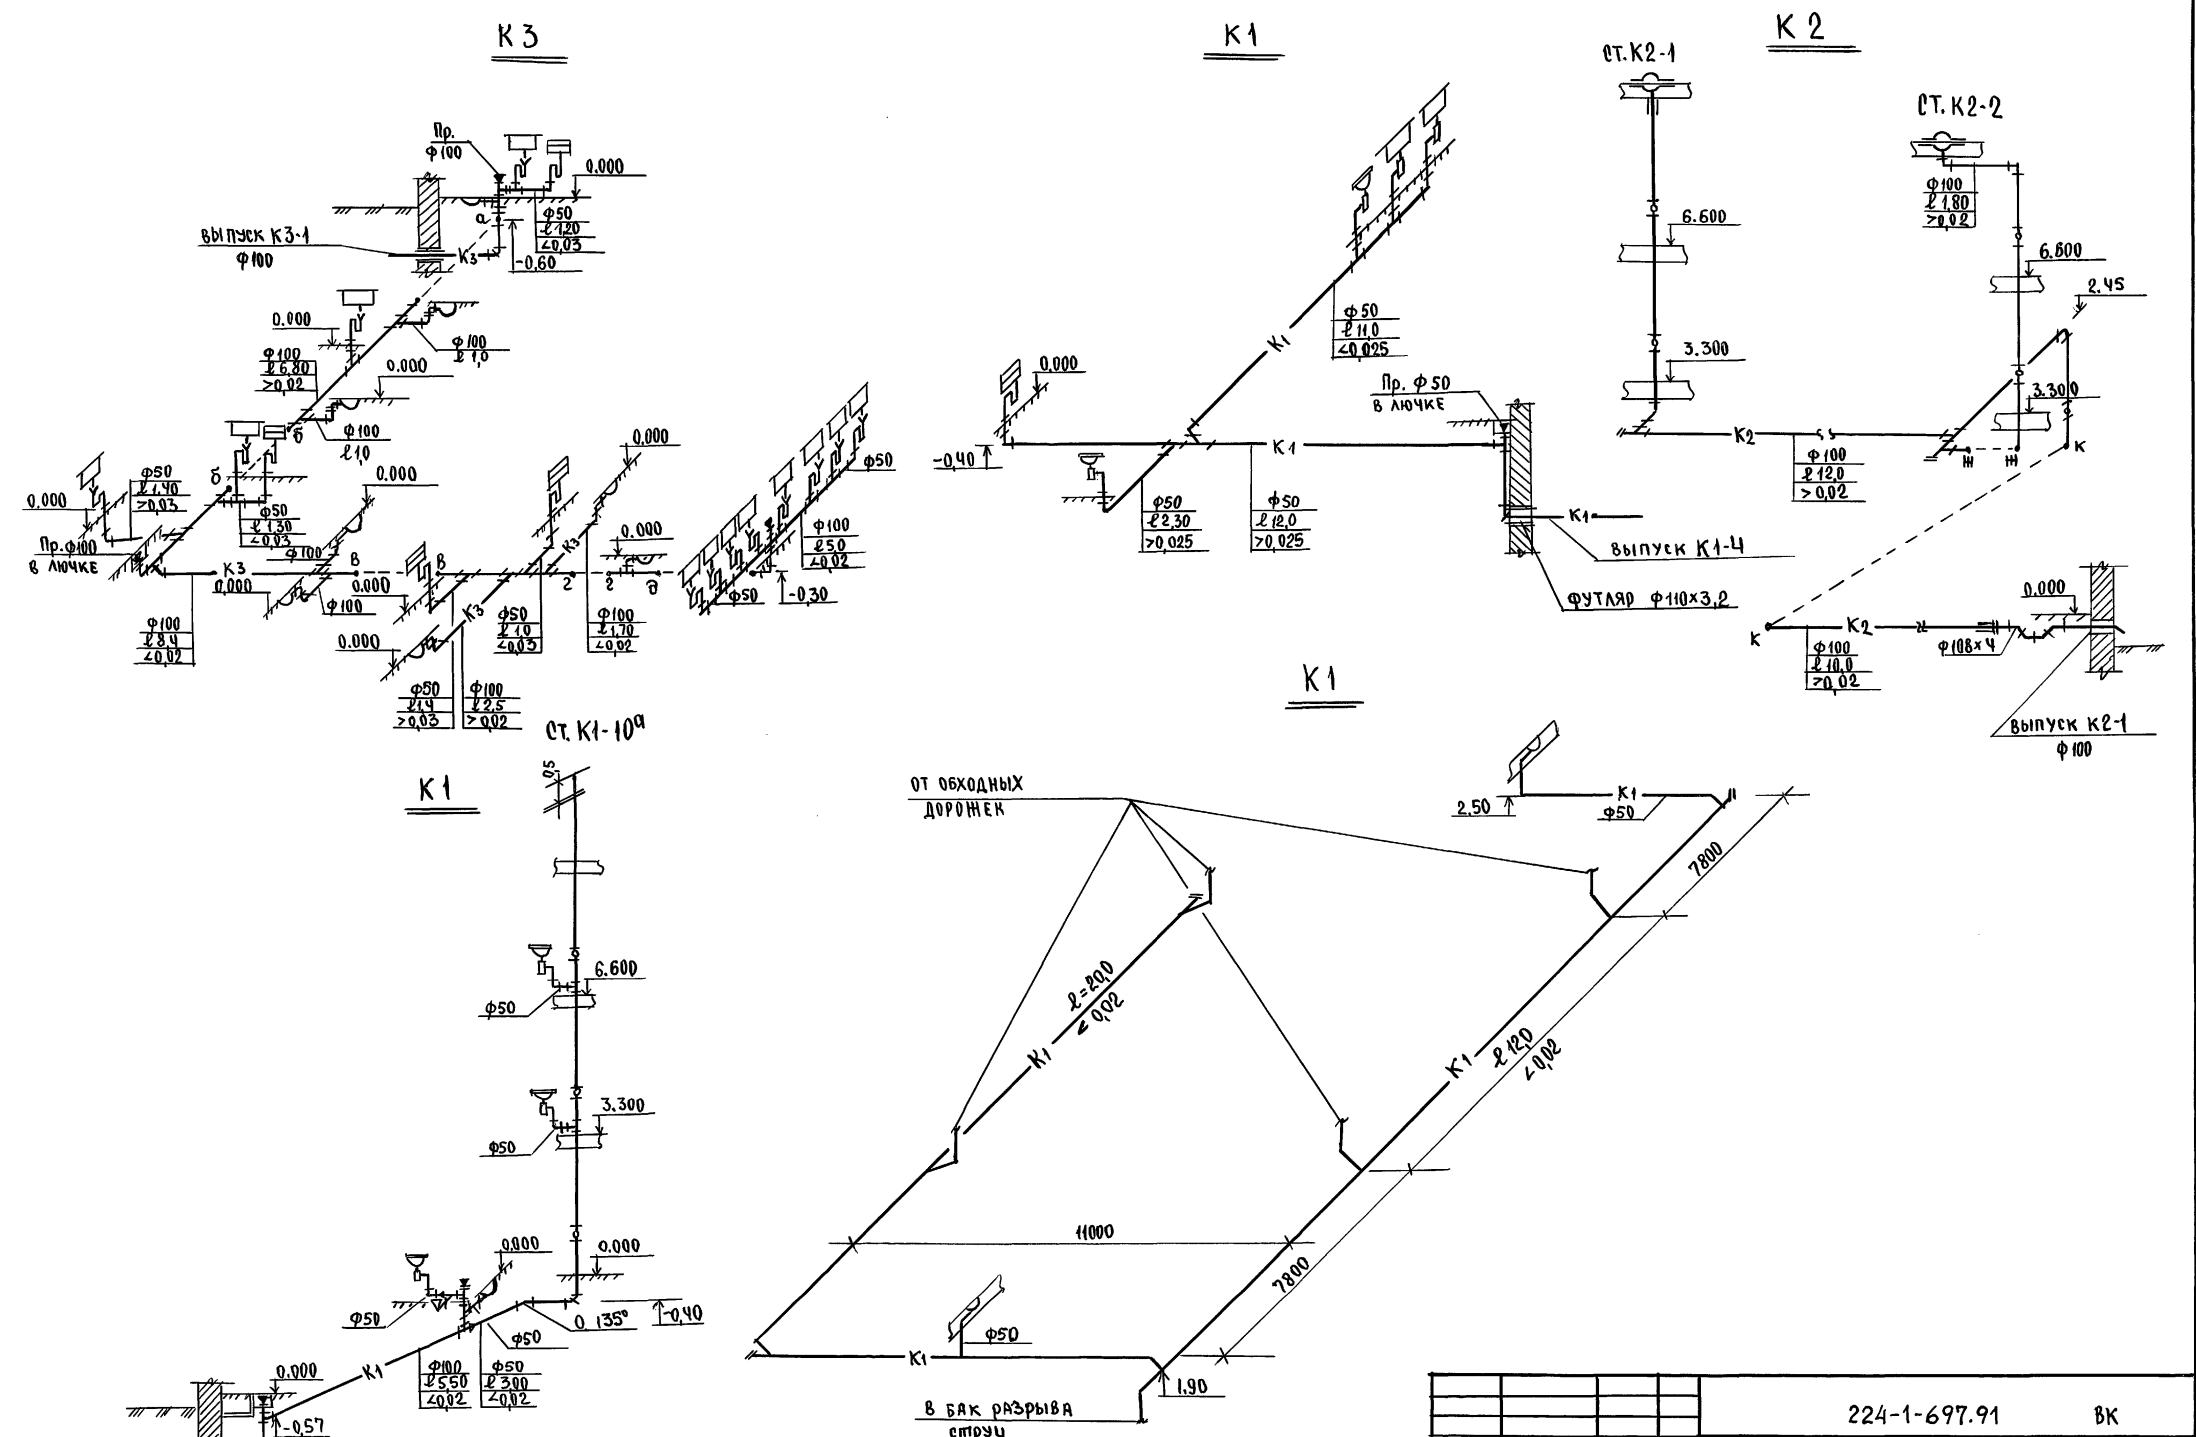 К3
Пр.
ф100
0.000
а
ф50
ℓ 1,20
<0,03
ВЫПУСК К3-1
ф100
К3
-0,60
0.000
ф100
ℓ 1,0
ф100
ℓ 6,80
>0,02
0.000
б
ф100
ℓ 1,0
б
ф50
ℓ 1,40
>0,03
0.000
ф50
ℓ 1,30
<0,03
0.000
Пр. ф100
В ЛЮЧКЕ
К3
ф100
В
0.000
ф100
0.000
В
ф100
ℓ 8,4
<0,02
0.000
К3
ф50
ℓ 1,0
<0,03
К3
0.000
ф100
ℓ 1,70
<0,02
г
г
0.000
д
ф50
ф50
ф100
ℓ 5,0
<0,02
-0,30
ф50
ℓ 1,4
>0,03
ф100
ℓ 2,5
>0,02
К1
0.000
-0,40
К1
ф50
ℓ 11,0
<0,025
Пр. ф50
В ЛЮЧКЕ
К1
ф50
ℓ 2,30
>0,025
ф50
ℓ 12,0
>0,025
К1
ВЫПУСК К1-4
ФУТЛЯР ф110×3,2
К2
СТ. К2-1
6.600
3.300
К2
ф100
ℓ 12,0
>0,02
СТ. К2-2
ф100
ℓ 1,80
>0,02
6.600
2.45
3.300
Ж
Ж
К
К
К2
ф100
ℓ 10,0
>0,02
ф108×4
0.000
ВЫПУСК К2-1
ф100
К1
СТ. К1-10а
0,5
6.600
ф50
3.300
ф50
0.000
0.000
ф50
ф50
0. 135°
-0,40
К1
ф100
ℓ 5,50
<0,02
ф50
ℓ 3,00
<0,02
0.000
-0,57
К1
ОТ ОБХОДНЫХ
ДОРОЖЕК
2.50
К1
ф50
7800
ℓ=20,0
< 0,02
К1
К1
ℓ 12,0
<0,02
11000
7800
ф50
К1
1.90
В БАК РАЗРЫВА
СТРУИ
224-1-697.91
ВК